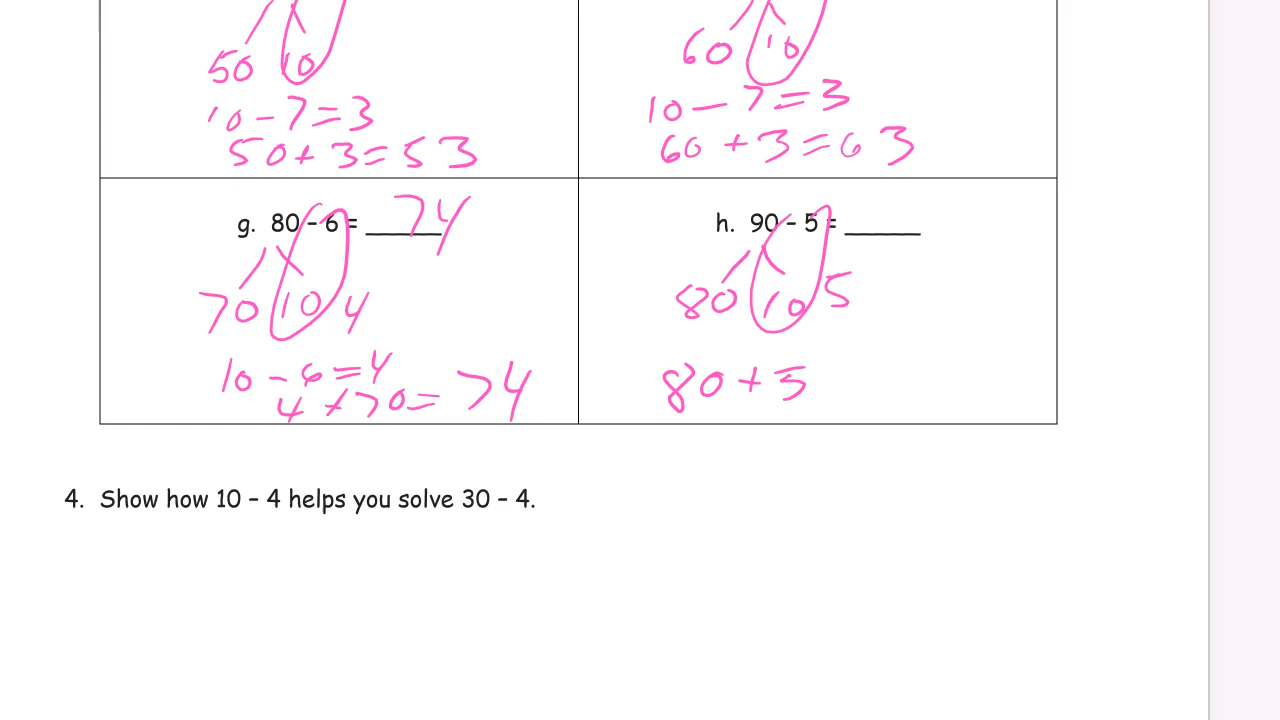 50 10
10 - 7 = 3
50 + 3 = 53
60 10
10 - 7 = 3
60 + 3 = 63
g. 80 – 6 = ______ 74
70 10 4
10 - 6 = 4
4 + 70 = 74
h. 90 – 5 = ______
80 10 5
80 + 5
4. Show how 10 – 4 helps you solve 30 – 4.